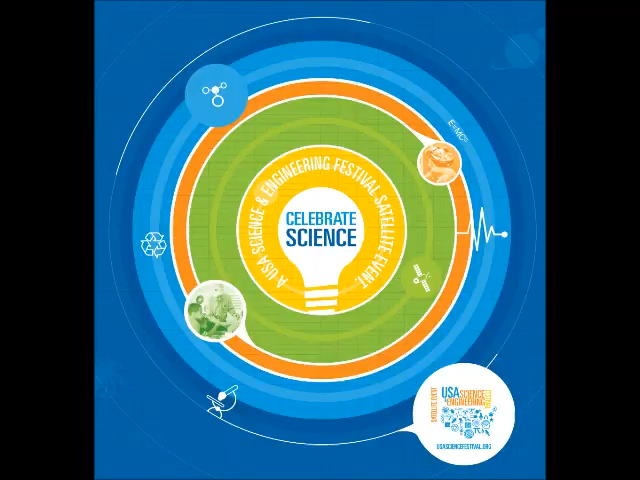 E=MC²
A USA SCIENCE & ENGINEERING FESTIVAL SATELLITE EVENT
CELEBRATE
SCIENCE
SATELLITE EVENT
USA SCIENCE
& ENGINEERING
USASCIENCEFESTIVAL.ORG